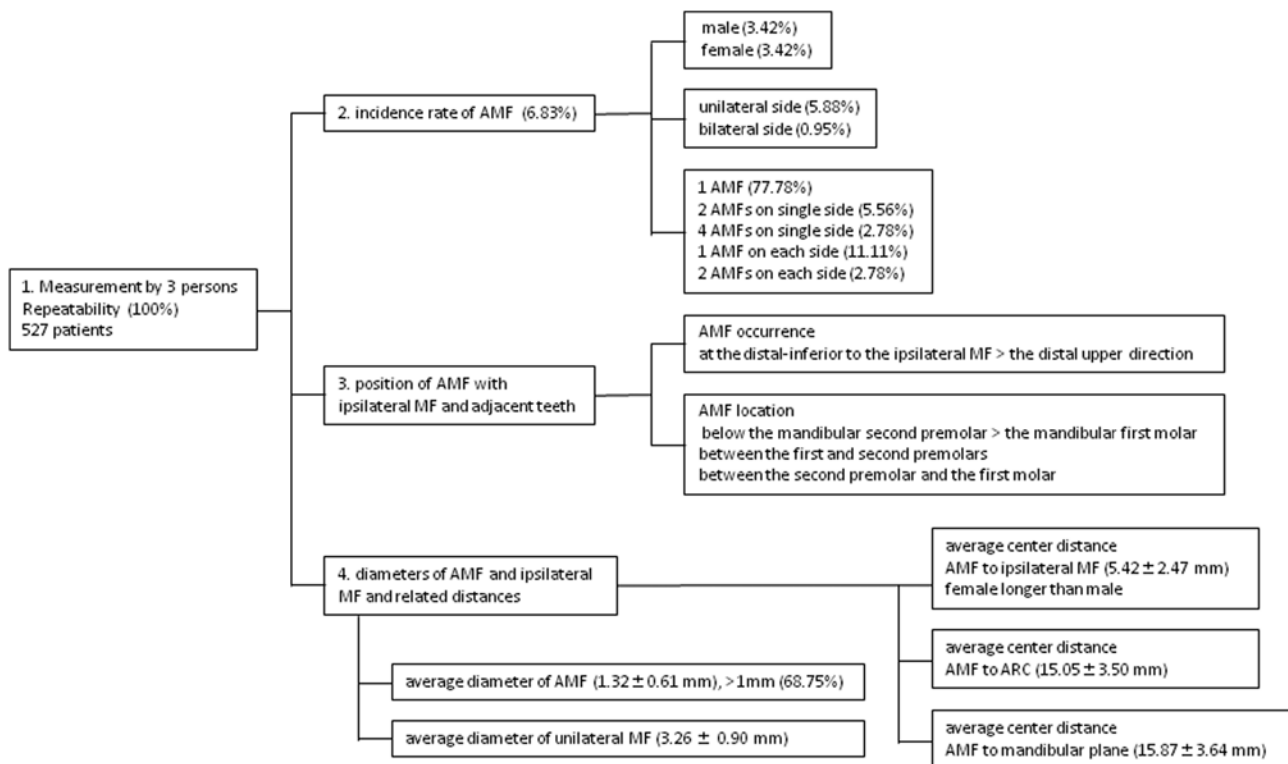 male (3.42%)
female (3.42%)
2. incidence rate of AMF (6.83%)
unilateral side (5.88%)
bilateral side (0.95%)
1 AMF (77.78%)
2 AMFs on single side (5.56%)
4 AMFs on single side (2.78%)
1 AMF on each side (11.11%)
2 AMFs on each side (2.78%)
1. Measurement by 3 persons
Repeatability (100%)
527 patients
AMF occurrence
at the distal-inferior to the ipsilateral MF > the distal upper direction
3. position of AMF with
ipsilateral MF and adjacent teeth
AMF location
below the mandibular second premolar > the mandibular first molar
between the first and second premolars
between the second premolar and the first molar
4. diameters of AMF and ipsilateral
MF and related distances
average center distance
AMF to ipsilateral MF (5.42 ± 2.47 mm)
female longer than male
average center distance
AMF to ARC (15.05 ± 3.50 mm)
average diameter of AMF (1.32 ± 0.61 mm), >1mm (68.75%)
average diameter of unilateral MF (3.26 ± 0.90 mm)
average center distance
AMF to mandibular plane (15.87 ± 3.64 mm)